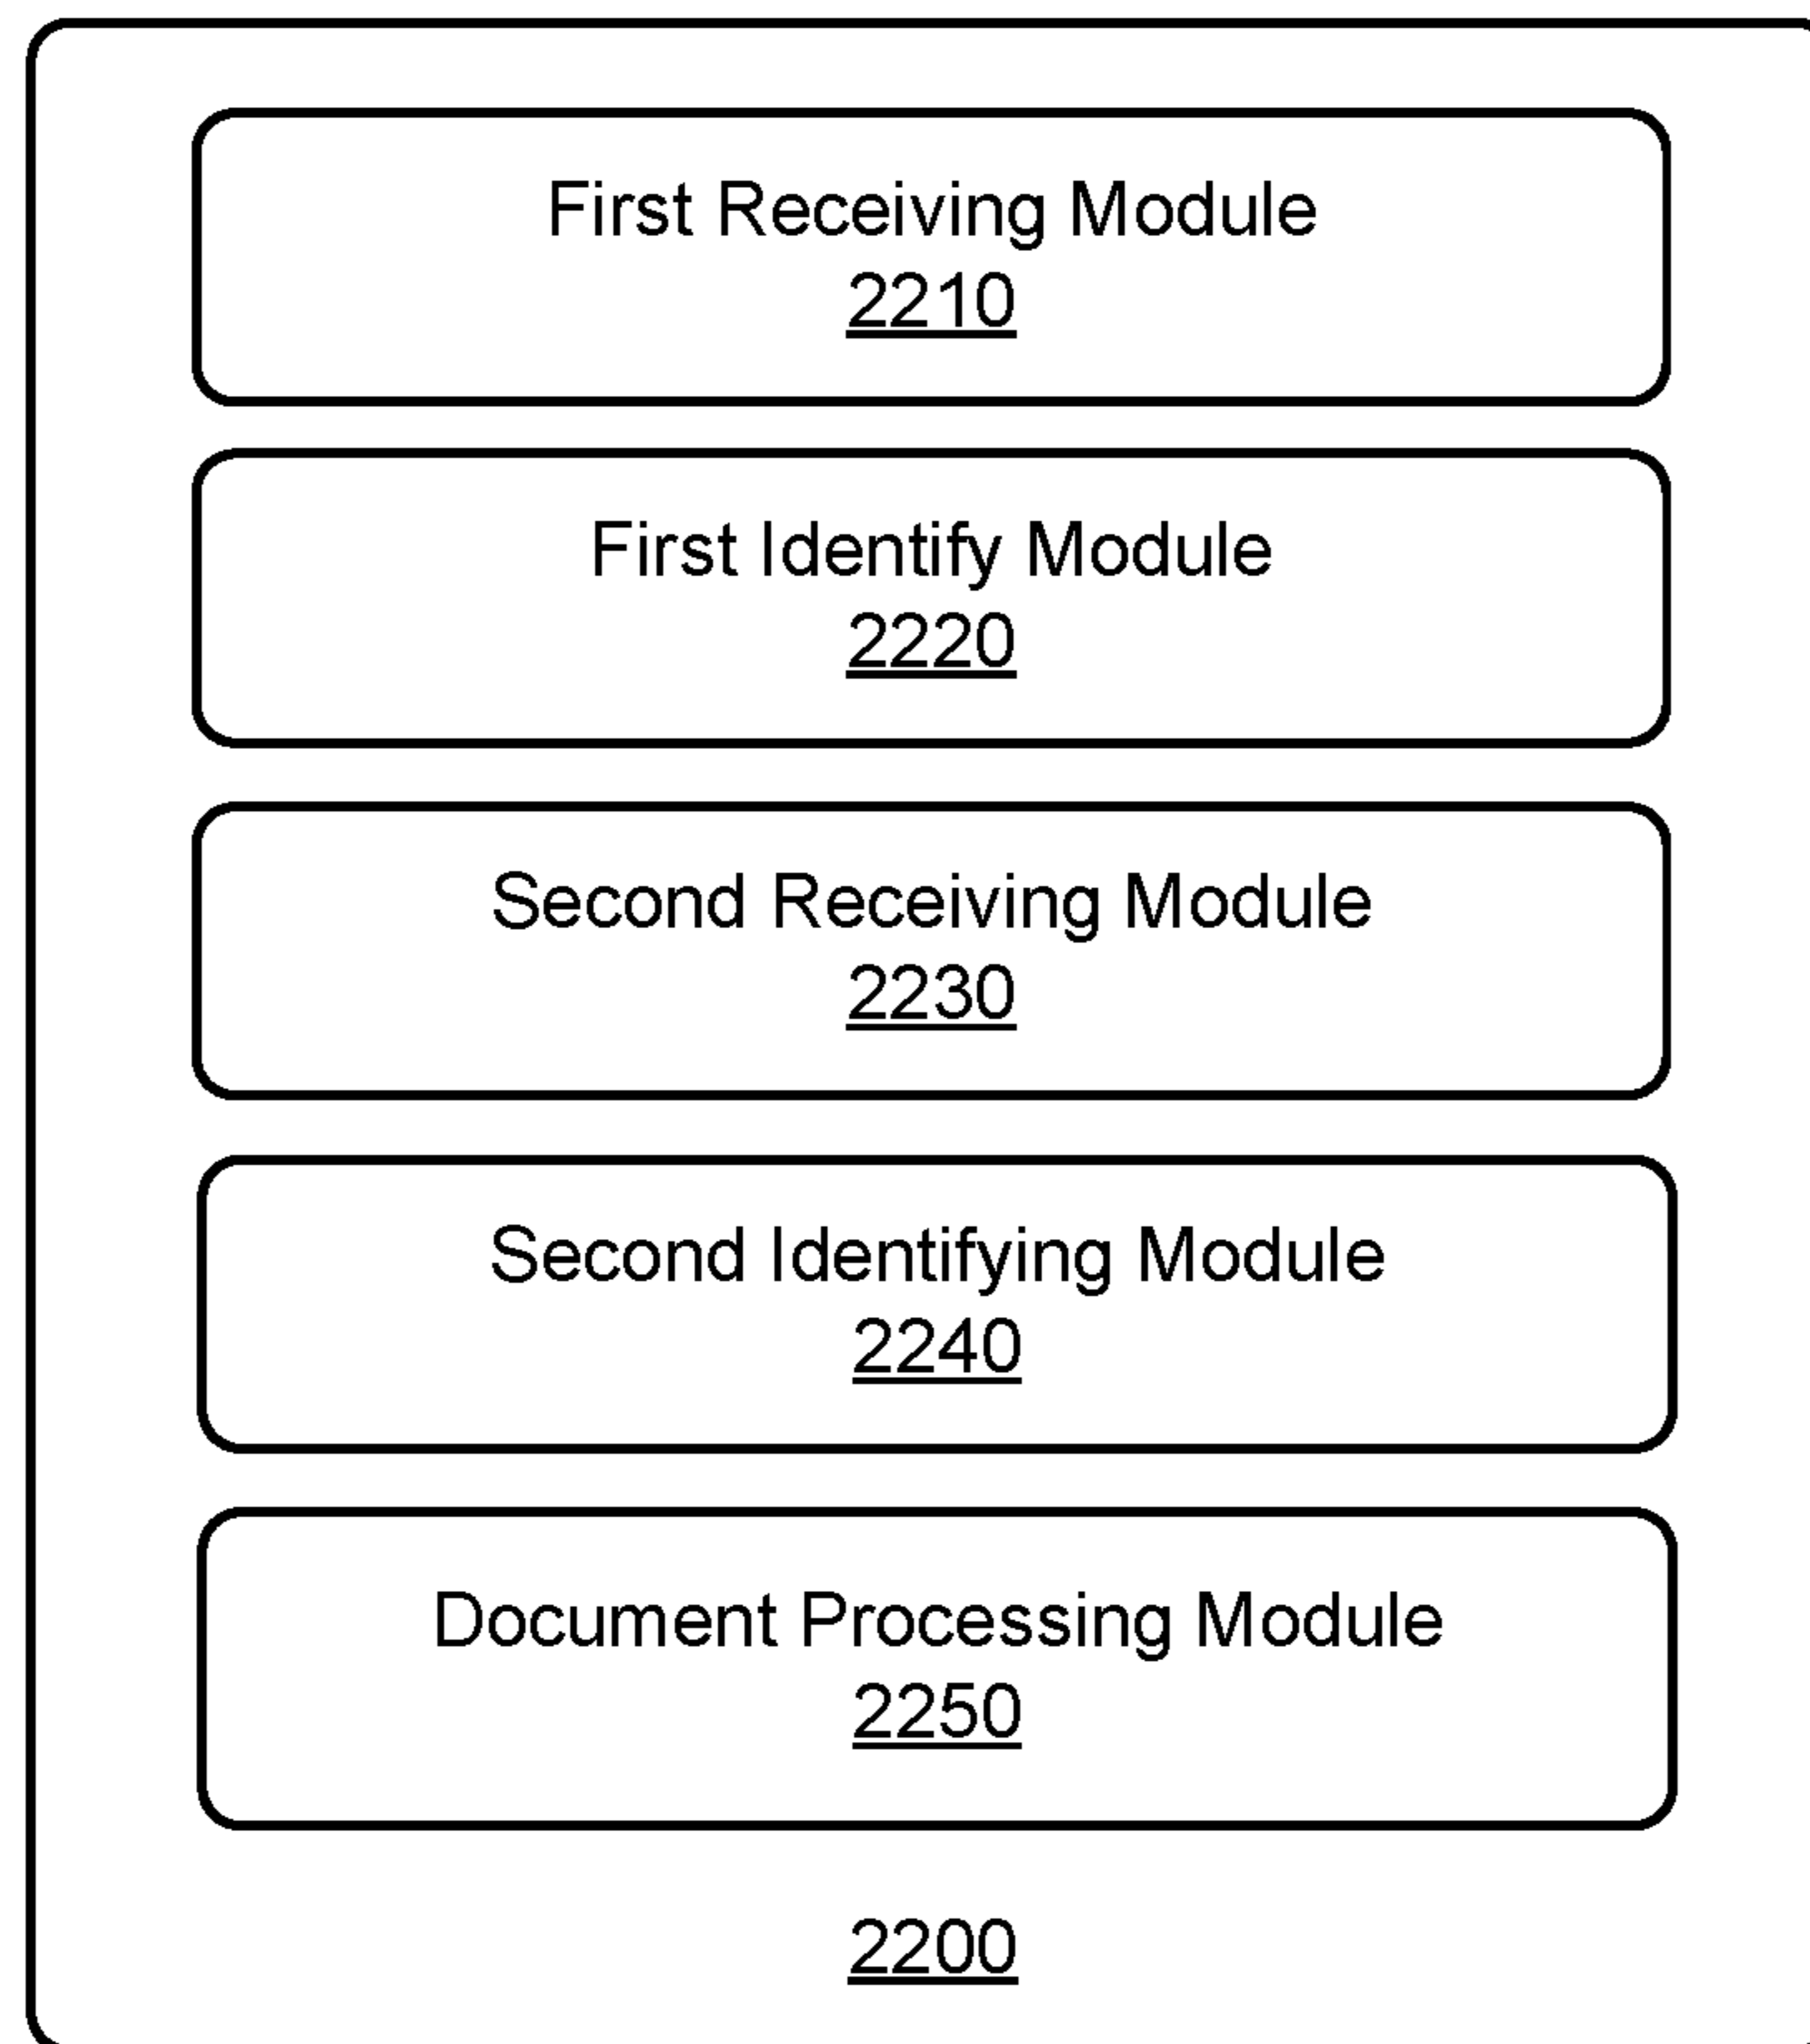 First Receiving Module
2210
First Identify Module
2220
Second Receiving Module
2230
Second Identifying Module
2240
Document Processing Module
2250
2200